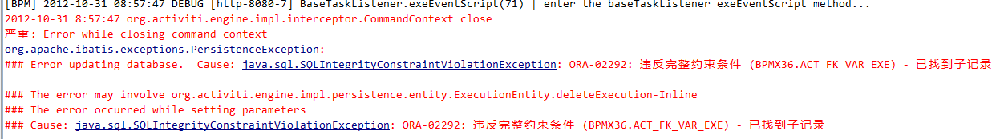 [BPM] 2012-10-31 08:57:47 DEBUG [http-8080-7] BaseTaskListener.exeEventScript(71) | enter the baseTaskListener exeEventScript method...
2012-10-31 8:57:47 org.activiti.engine.impl.interceptor.CommandContext close
严重: Error while closing command context
org.apache.ibatis.exceptions.PersistenceException:
### Error updating database.  Cause: java.sql.SQLIntegrityConstraintViolationException: ORA-02292: 违反完整约束条件 (BPMX36.ACT_FK_VAR_EXE) - 已找到子记录
### The error may involve org.activiti.engine.impl.persistence.entity.ExecutionEntity.deleteExecution-Inline
### The error occurred while setting parameters
### Cause: java.sql.SQLIntegrityConstraintViolationException: ORA-02292: 违反完整约束条件 (BPMX36.ACT_FK_VAR_EXE) - 已找到子记录